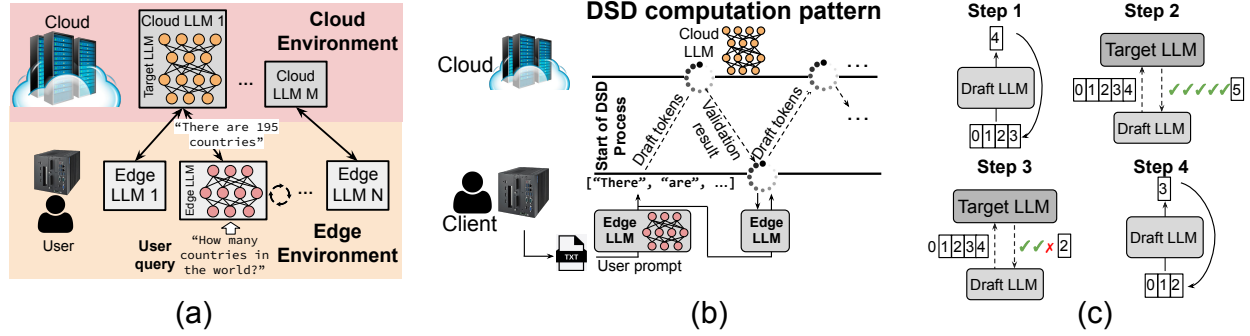 Cloud
Cloud LLM 1
Target LLM
Cloud
Environment
...
Cloud
LLM M
“There are 195
countries”
Edge
LLM 1
Edge LLM
...
Edge
LLM N
User
User
query
“How many
countries in
the world?”
Edge
Environment
(a)
DSD computation pattern
Cloud
LLM
Cloud
...
Start of DSD
Process
Draft tokens
Validation
result
Draft tokens
...
[“There”, “are”, ...]
Client
TXT
Edge
LLM
User prompt
Edge
LLM
(b)
Step 1
4
Draft LLM
0 1 2 3
Step 2
Target LLM
0 1 2 3 4
✓✓✓✓✓ 5
Draft LLM
Step 3
Target LLM
0 1 2 3 4
✓✓✗ 2
Draft LLM
Step 4
3
Draft LLM
0 1 2
(c)